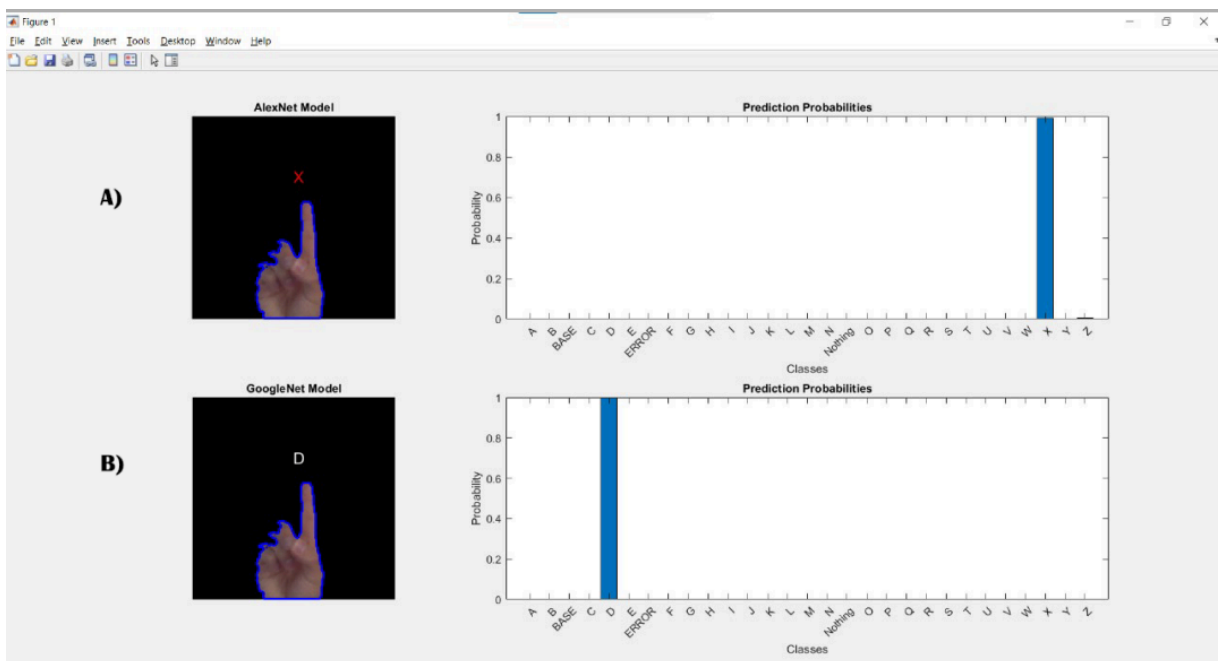 Figure 1
File Edit View Insert Tools Desktop Window Help
A)
AlexNet Model
X
Prediction Probabilities
Probability
1
0.8
0.6
0.4
0.2
0
A B BASE C D E ERROR F G H I J K L M N Nothing O P Q R S T U V W X Y Z
Classes
B)
GoogleNet Model
D
Prediction Probabilities
Probability
1
0.8
0.6
0.4
0.2
0
A B BASE C D E ERROR F G H I J K L M N Nothing O P Q R S T U V W X Y Z
Classes